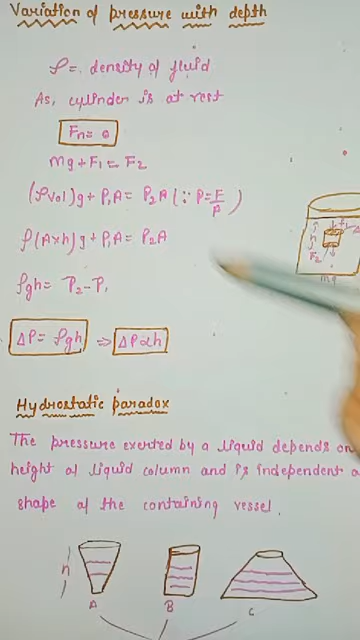 Variation of pressure with depth
ρ = density of fluid
As, cylinder is at rest
Fn = 0
mg + F1 = F2
(ρ Vol) g + P1A = P2A (∵ P = F/A)
ρ(A×h) g + P1A = P2A
ρgh = P2 - P1
ΔP = ρgh ⇒ ΔP ∝ h
mg
Hydrostatic paradox
The pressure exerted by a liquid depends on
height of liquid column and is independent o
shape of the containing vessel.
h
A B C